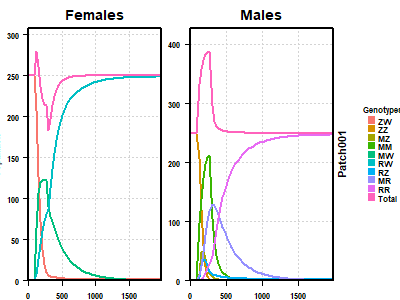 Females
Males
300
250
200
150
100
50
0
400
300
200
100
0
0
500
1000
1500
0
500
1000
1500
Patch001
Genotypes
ZW
ZZ
MZ
MM
MW
RW
RZ
MR
RR
Total